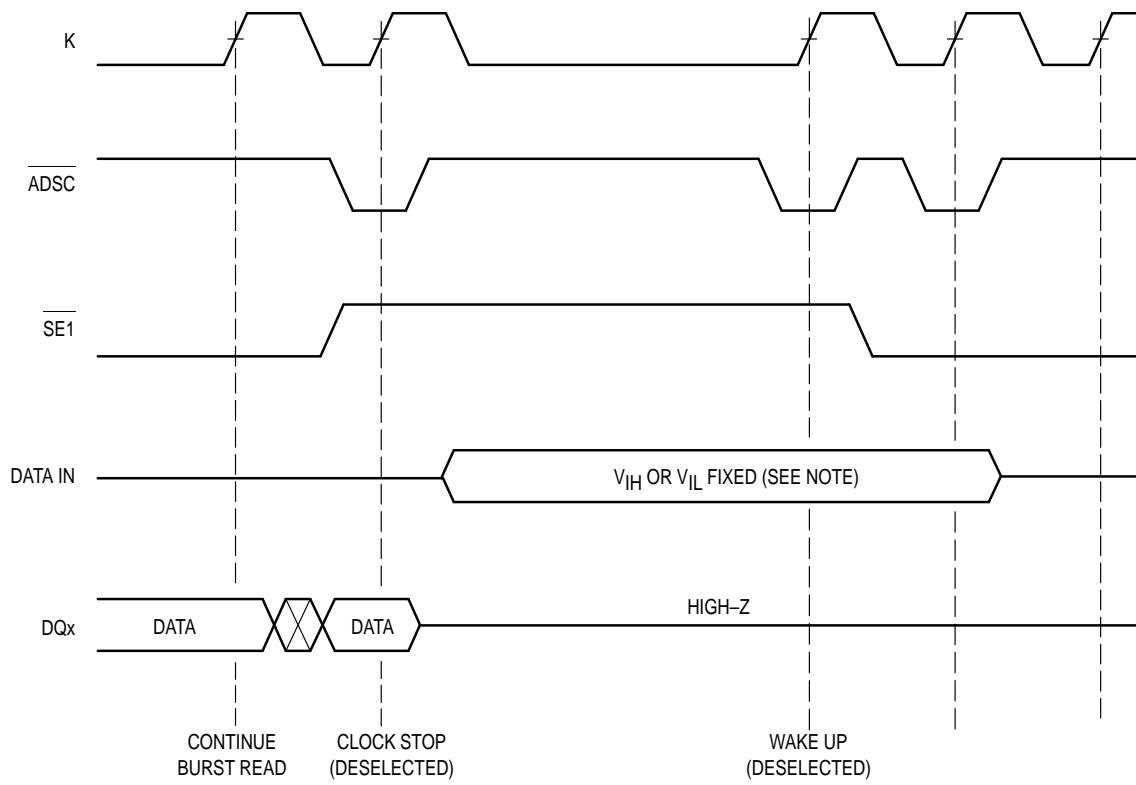 K
ADSC
SE1
DATA IN
V_IH OR V_IL FIXED (SEE NOTE)
DQx
DATA
DATA
HIGH–Z
CONTINUE
BURST READ
CLOCK STOP
(DESELECTED)
WAKE UP
(DESELECTED)